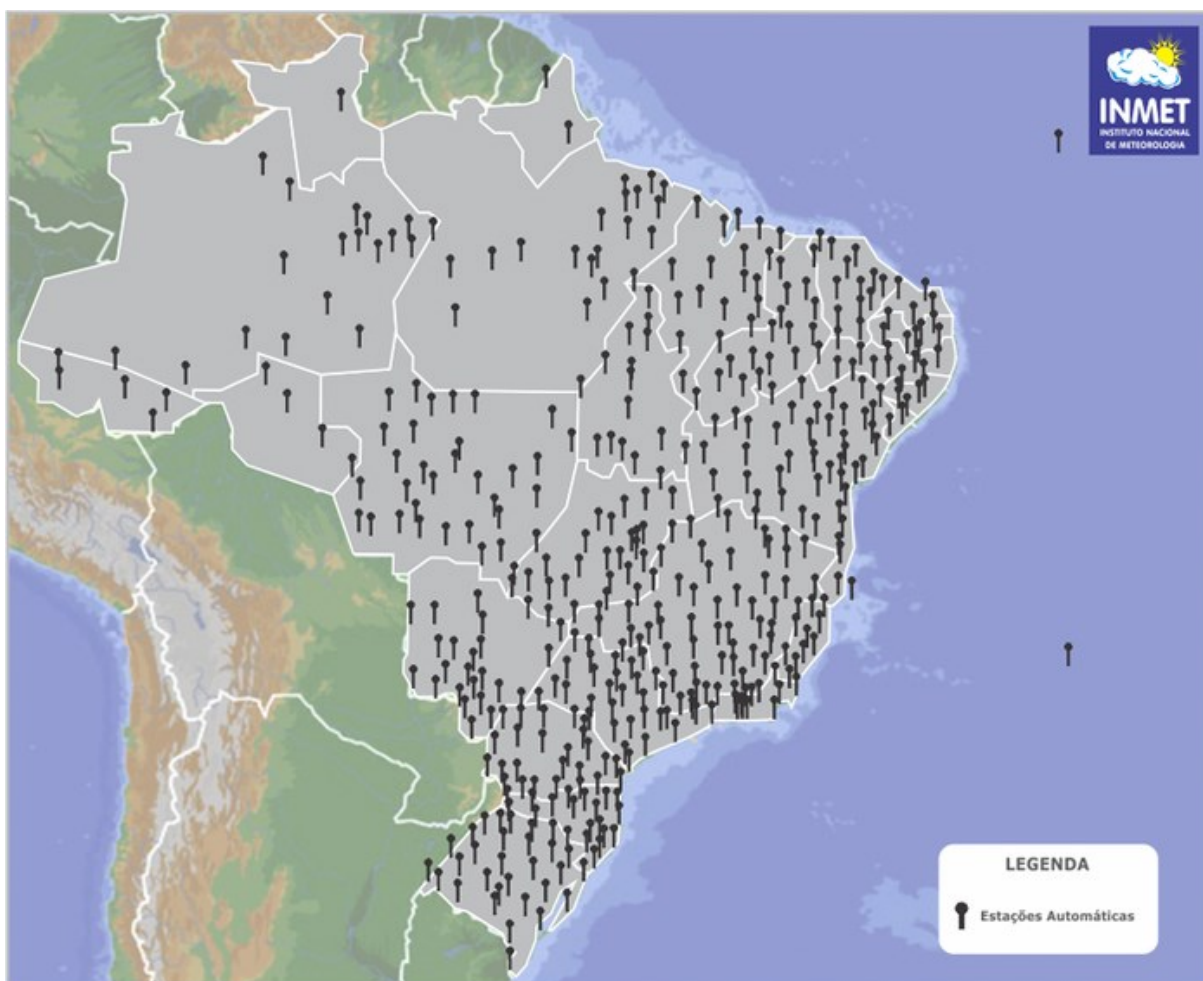 INMET
INSTITUTO NACIONAL
DE METEOROLOGIA
LEGENDA
Estações Automáticas